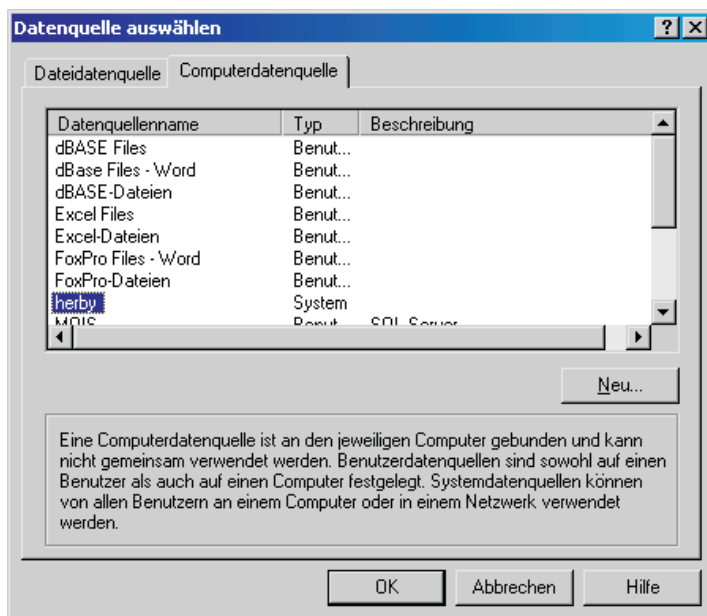 Datenquelle auswählen
Dateidatenquelle Computerdatenquelle
Datenquellenname Typ Beschreibung
dBASE Files Benut...
dBase Files - Word Benut...
dBASE-Dateien Benut...
Excel Files Benut...
Excel-Dateien Benut...
FoxPro Files - Word Benut...
FoxPro-Dateien Benut...
herby System
MQIS Benut... SQL Server
Neu...
Eine Computerdatenquelle ist an den jeweiligen Computer gebunden und kann
nicht gemeinsam verwendet werden. Benutzerdatenquellen sind sowohl auf einen
Benutzer als auch auf einen Computer festgelegt. Systemdatenquellen können
von allen Benutzern an einem Computer oder in einem Netzwerk verwendet
werden.
OK Abbrechen Hilfe